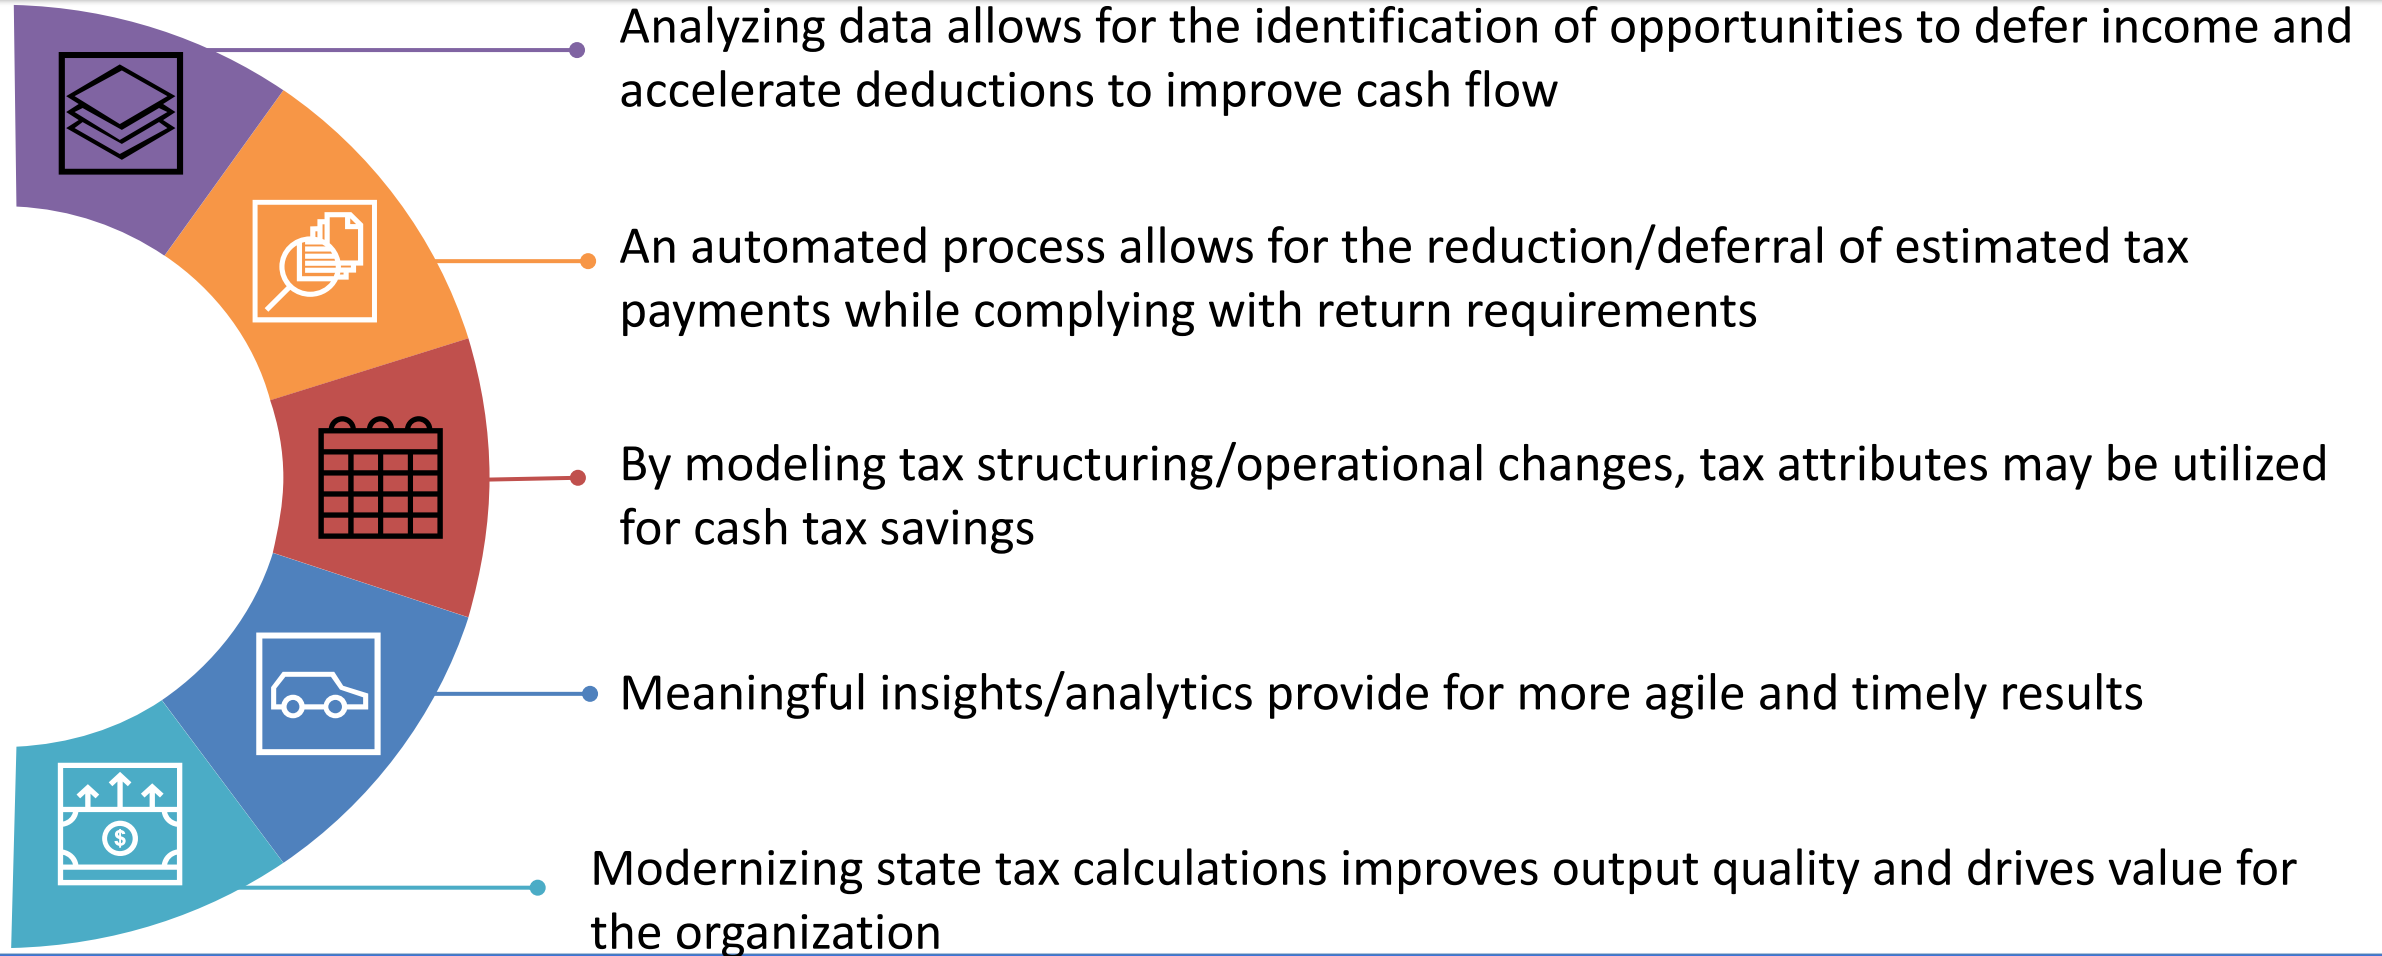 Analyzing data allows for the identification of opportunities to defer income and
accelerate deductions to improve cash flow
An automated process allows for the reduction/deferral of estimated tax
payments while complying with return requirements
By modeling tax structuring/operational changes, tax attributes may be utilized
for cash tax savings
Meaningful insights/analytics provide for more agile and timely results
$
Modernizing state tax calculations improves output quality and drives value for
the organization